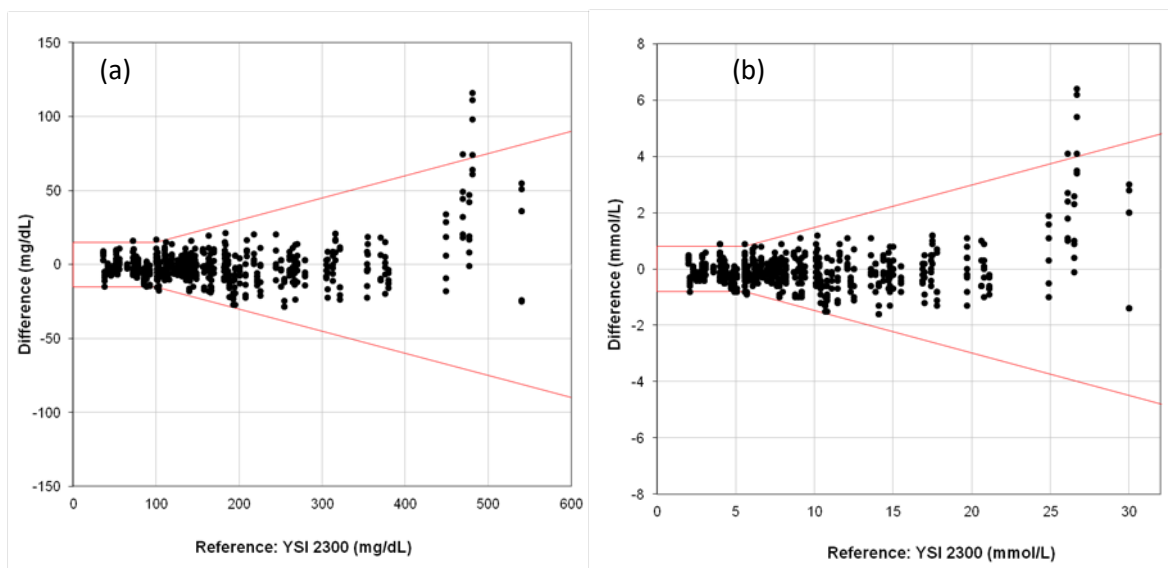 (a)
150
100
50
0
-50
-100
-150
Difference (mg/dL)
0 100 200 300 400 500 600
Reference: YSI 2300 (mg/dL)
(b)
8
6
4
2
0
-2
-4
-6
-8
Difference (mmol/L)
0 5 10 15 20 25 30
Reference: YSI 2300 (mmol/L)